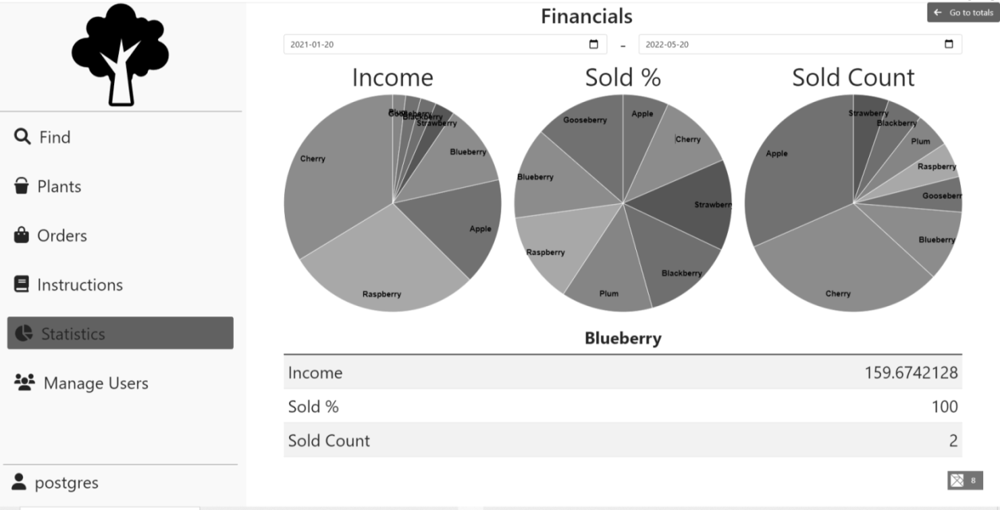 Financials
Go to totals
2021-01-20 - 2022-05-20
Income
Sold %
Sold Count
Find
Plants
Orders
Instructions
Statistics
Manage Users
postgres
Plum
Gooseberry
Blackberry
Strawberry
Blueberry
Apple
Raspberry
Cherry
Apple
Cherry
Strawberr
Blackberry
Plum
Raspberry
Blueberry
Gooseberry
Strawberry
Blackberry
Plum
Raspberry
Gooseberr
Blueberry
Cherry
Apple
Blueberry
Income 159.6742128
Sold % 100
Sold Count 2
8